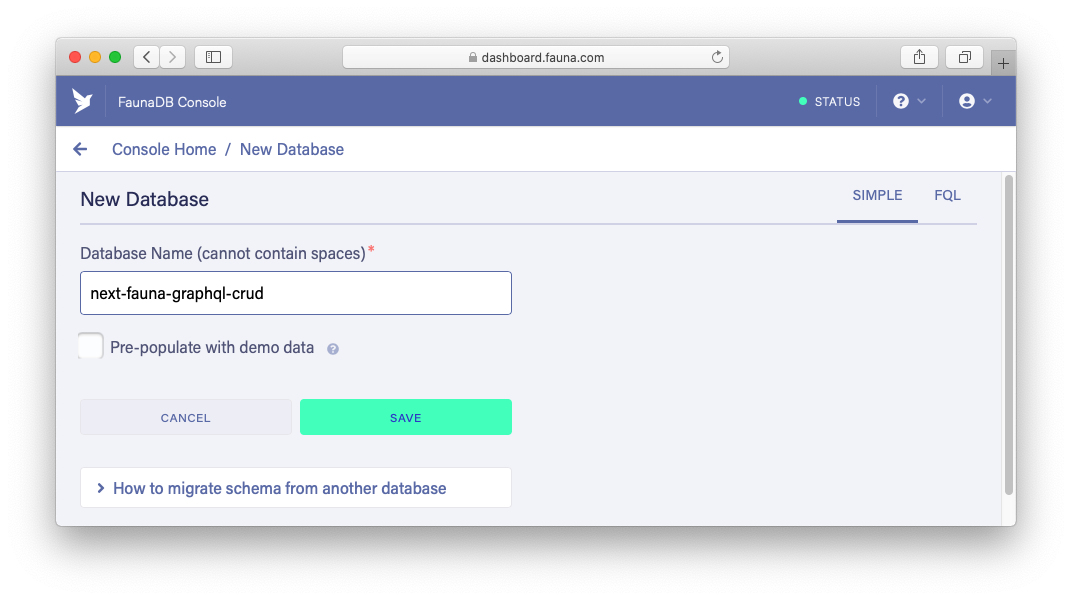 dashboard.fauna.com
FaunaDB Console
STATUS
?
Console Home / New Database
New Database
SIMPLE
FQL
Database Name (cannot contain spaces)*
next-fauna-graphql-crud
Pre-populate with demo data ?
CANCEL
SAVE
How to migrate schema from another database